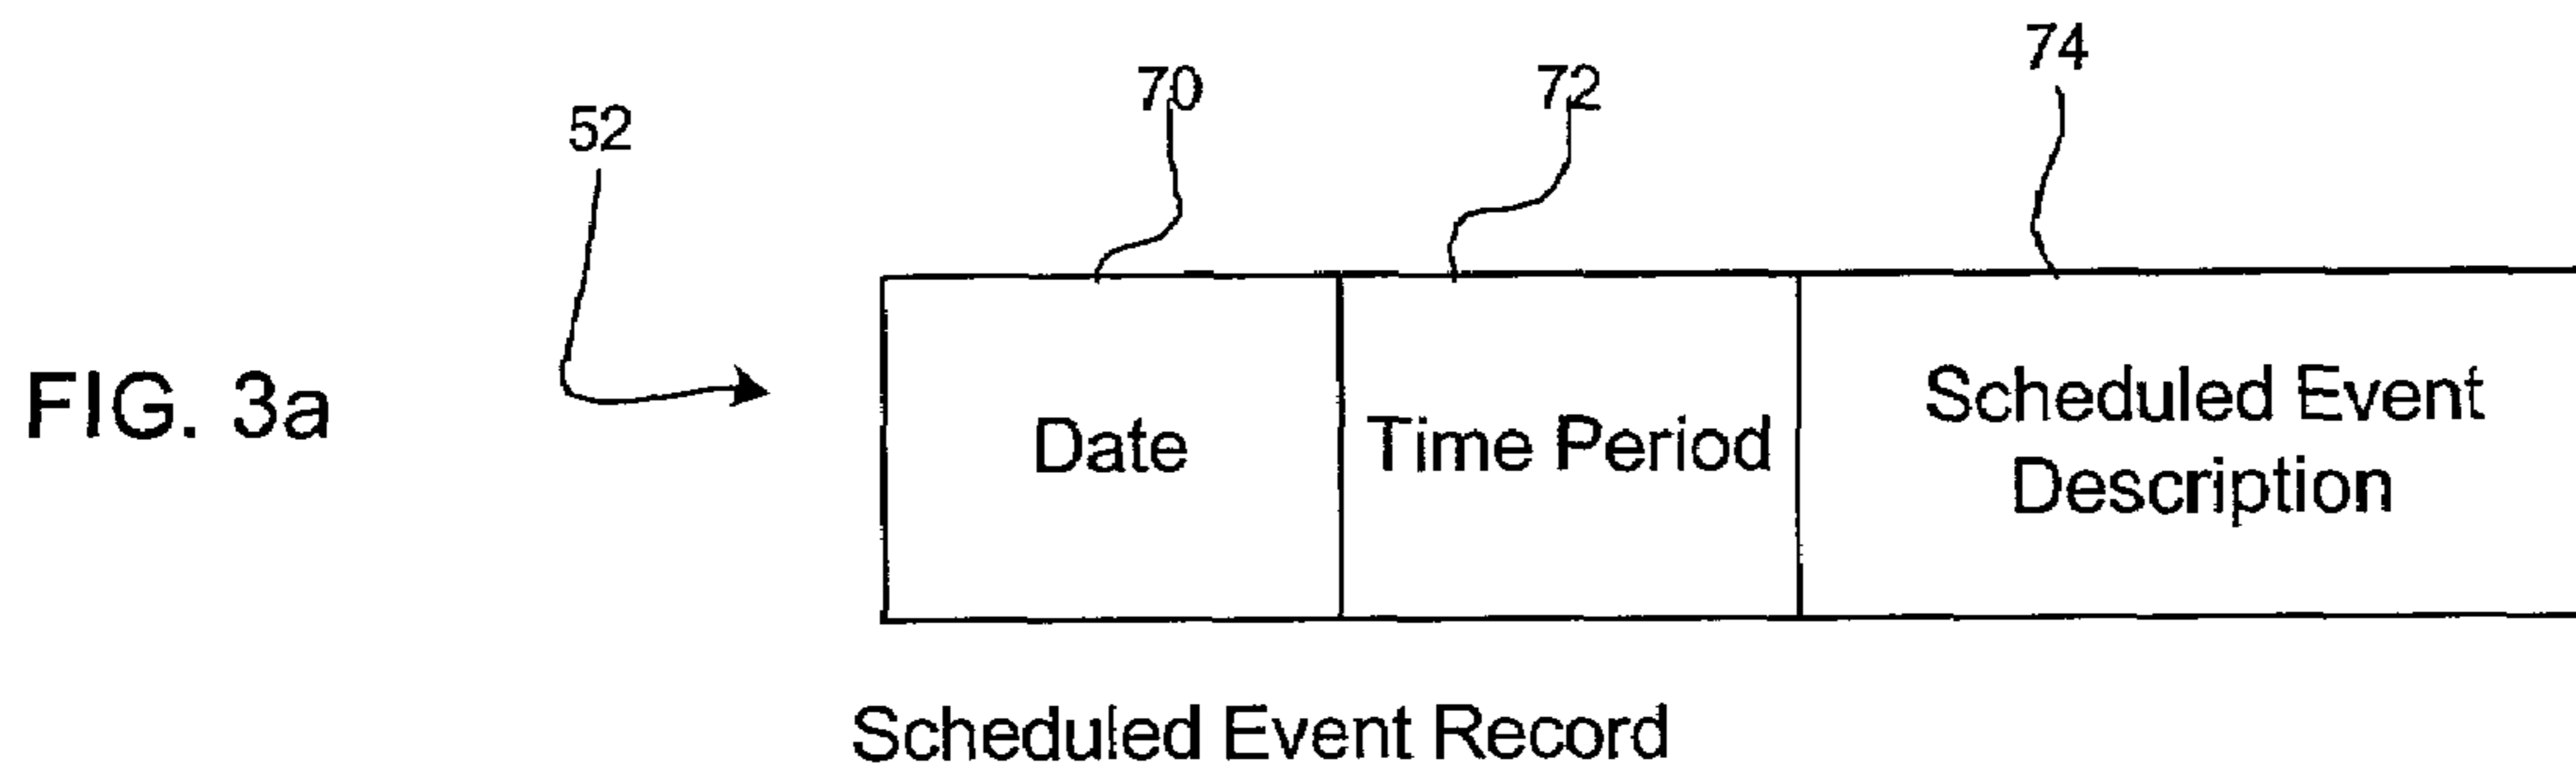 74
70
72
52
Scheduled Event
FIG. 3a
Date
Time Period
Description
Scheduled Event Record